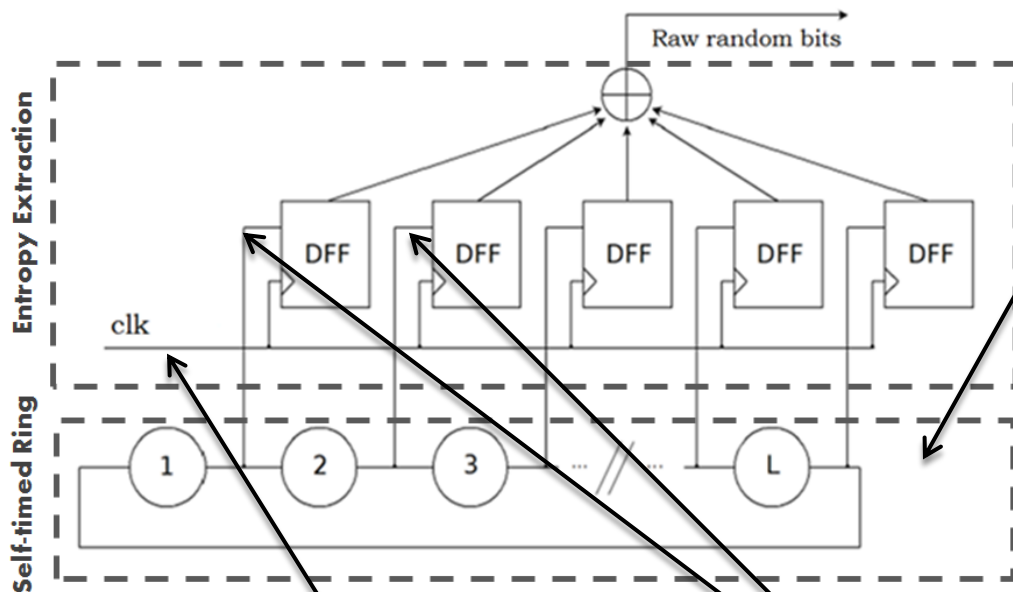 Raw random bits
Entropy Extraction
DFF
DFF
DFF
DFF
DFF
clk
Self-timed Ring
1
2
3
...
...
L